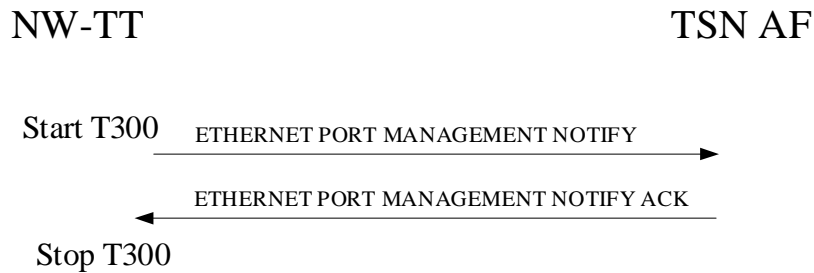 NW-TT TSN AF
Start T300
ETHERNET PORT MANAGEMENT NOTIFY
ETHERNET PORT MANAGEMENT NOTIFY ACK
Stop T300